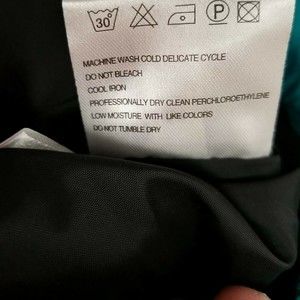 30° P
MACHINE WASH COLD DELICATE CYCLE
DO NOT BLEACH
COOL IRON
PROFESSIONALLY DRY CLEAN PERCHLOROETHYLENE
LOW MOISTURE WITH LIKE COLORS
DO NOT TUMBLE DRY